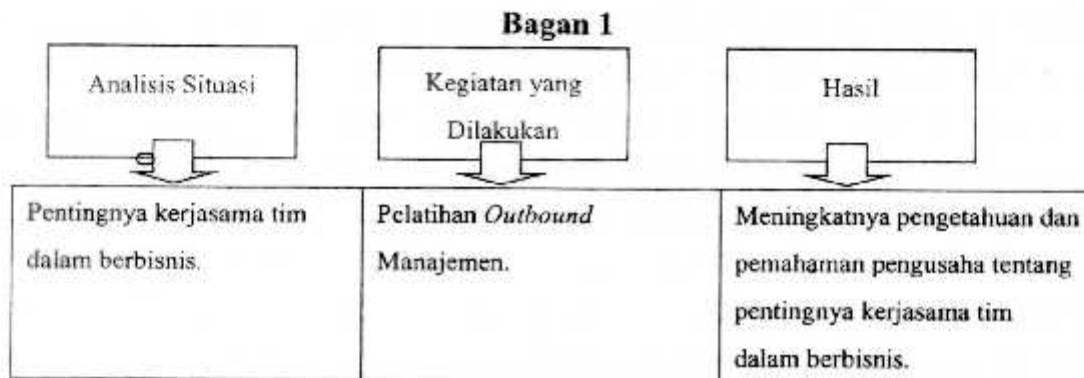 Bagan 1
Analisis Situasi
Kegiatan yang
Dilakukan
Hasil
Pentingnya kerjasama tim
dalam berbisnis.
Pelatihan Outbound
Manajemen.
Meningkatnya pengetahuan dan
pemahaman pengusaha tentang
pentingnya kerjasama tim
dalam berbisnis.